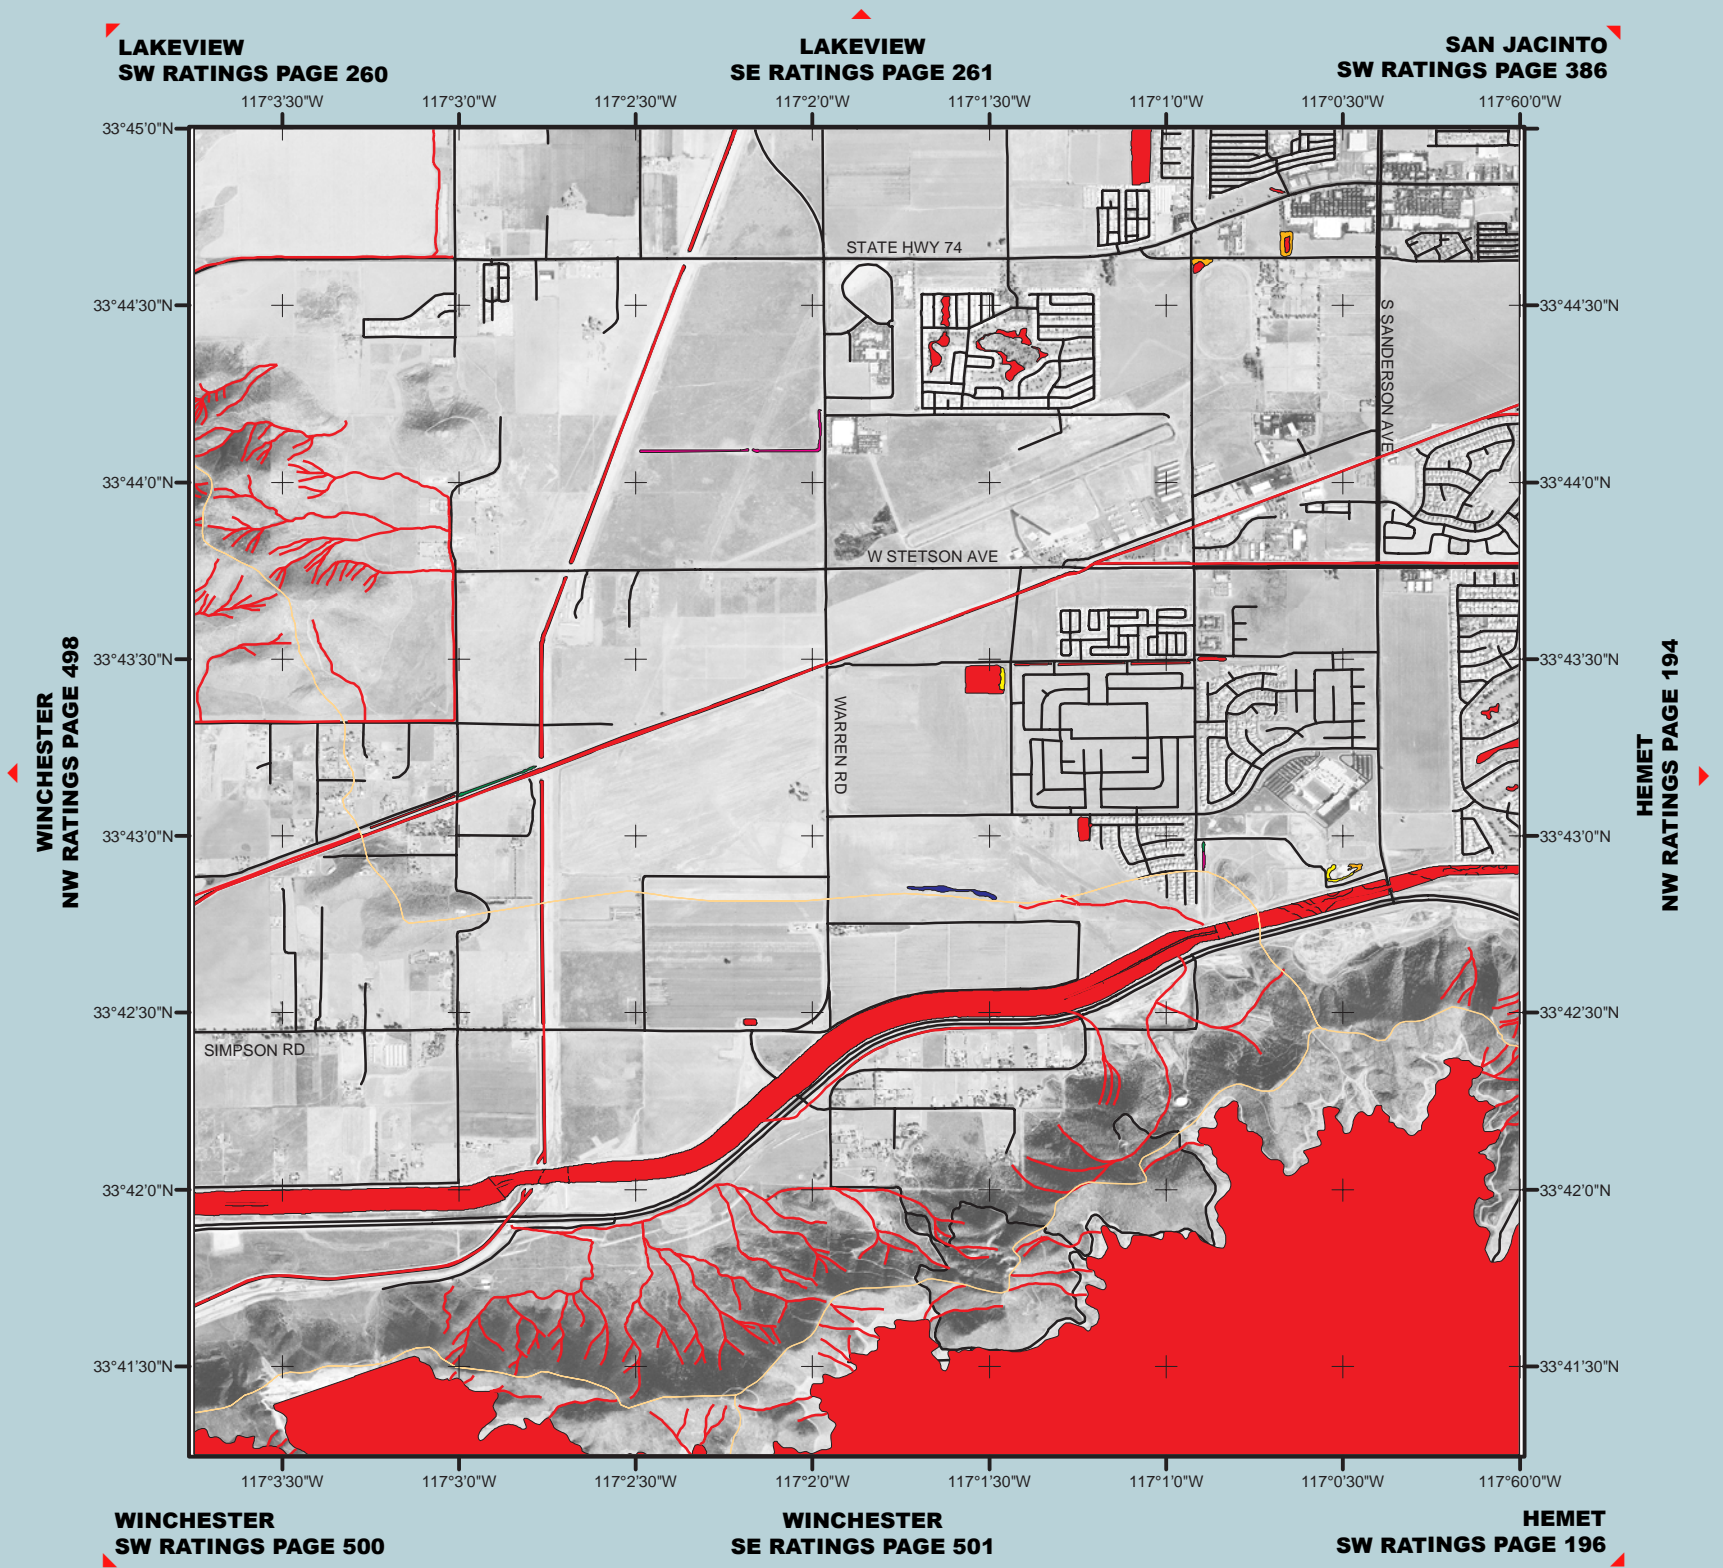 LAKEVIEW
SW RATINGS PAGE 260
LAKEVIEW
SE RATINGS PAGE 261
SAN JACINTO
SW RATINGS PAGE 386
117°3'30"W
117°3'0"W
117°2'30"W
117°2'0"W
117°1'30"W
117°1'0"W
117°0'30"W
117°60'0"W
33°45'0"N
STATE HWY 74
33°44'30"N
33°44'30"N
S SANDERSON AVE
33°44'0"N
33°44'0"N
W STETSON AVE
33°43'30"N
33°43'30"N
WINCHESTER
NW RATINGS PAGE 498
WARREN RD
HEMET
NW RATINGS PAGE 194
33°43'0"N
33°43'0"N
33°42'30"N
33°42'30"N
SIMPSON RD
33°42'0"N
33°42'0"N
33°41'30"N
33°41'30"N
117°3'30"W
117°3'0"W
117°2'30"W
117°2'0"W
117°1'30"W
117°1'0"W
117°0'30"W
117°60'0"W
WINCHESTER
SW RATINGS PAGE 500
WINCHESTER
SE RATINGS PAGE 501
HEMET
SW RATINGS PAGE 196